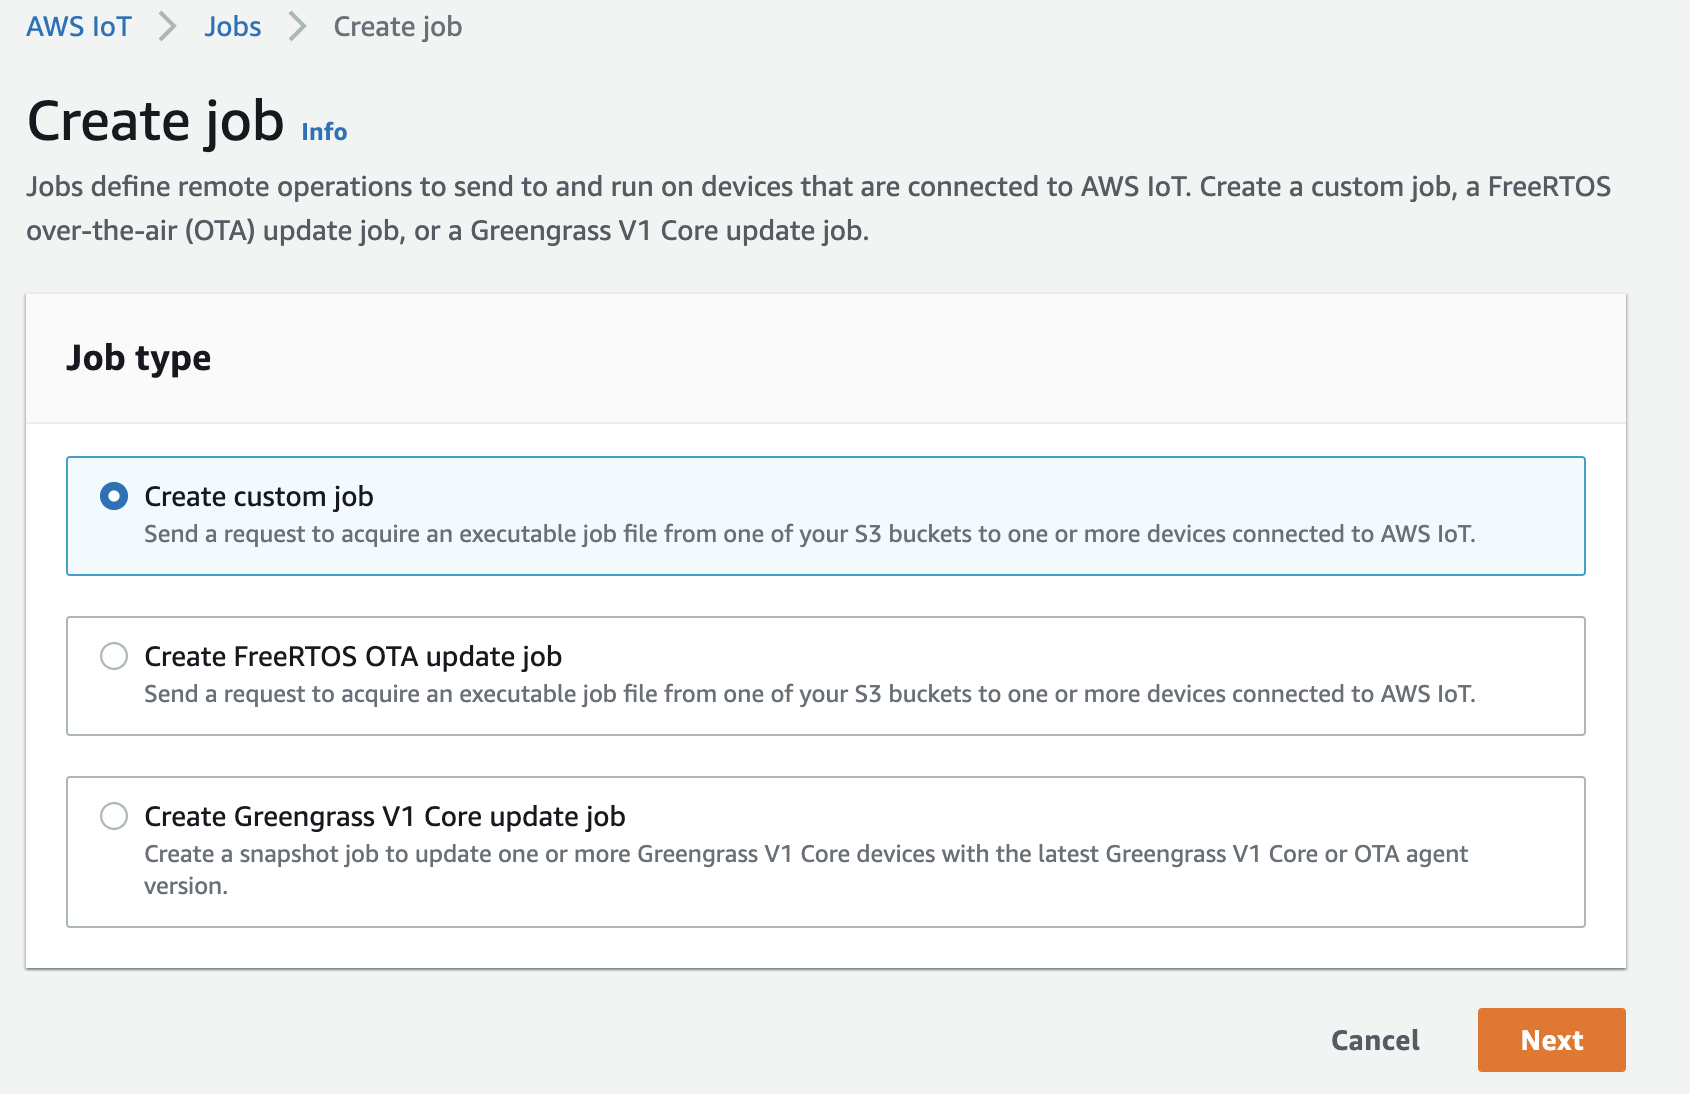 AWS IoT > Jobs > Create job
Create job Info
Jobs define remote operations to send to and run on devices that are connected to AWS IoT. Create a custom job, a FreeRTOS
over-the-air (OTA) update job, or a Greengrass V1 Core update job.
Job type
Create custom job
Send a request to acquire an executable job file from one of your S3 buckets to one or more devices connected to AWS IoT.
Create FreeRTOS OTA update job
Send a request to acquire an executable job file from one of your S3 buckets to one or more devices connected to AWS IoT.
Create Greengrass V1 Core update job
Create a snapshot job to update one or more Greengrass V1 Core devices with the latest Greengrass V1 Core or OTA agent
version.
Cancel Next